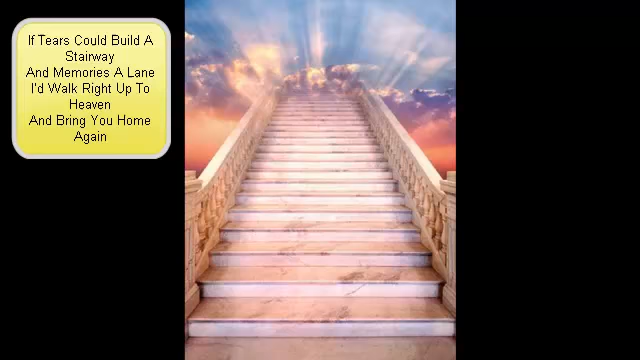 If Tears Could Build A
Stairway
And Memories A Lane
I'd Walk Right Up To
Heaven
And Bring You Home
Again